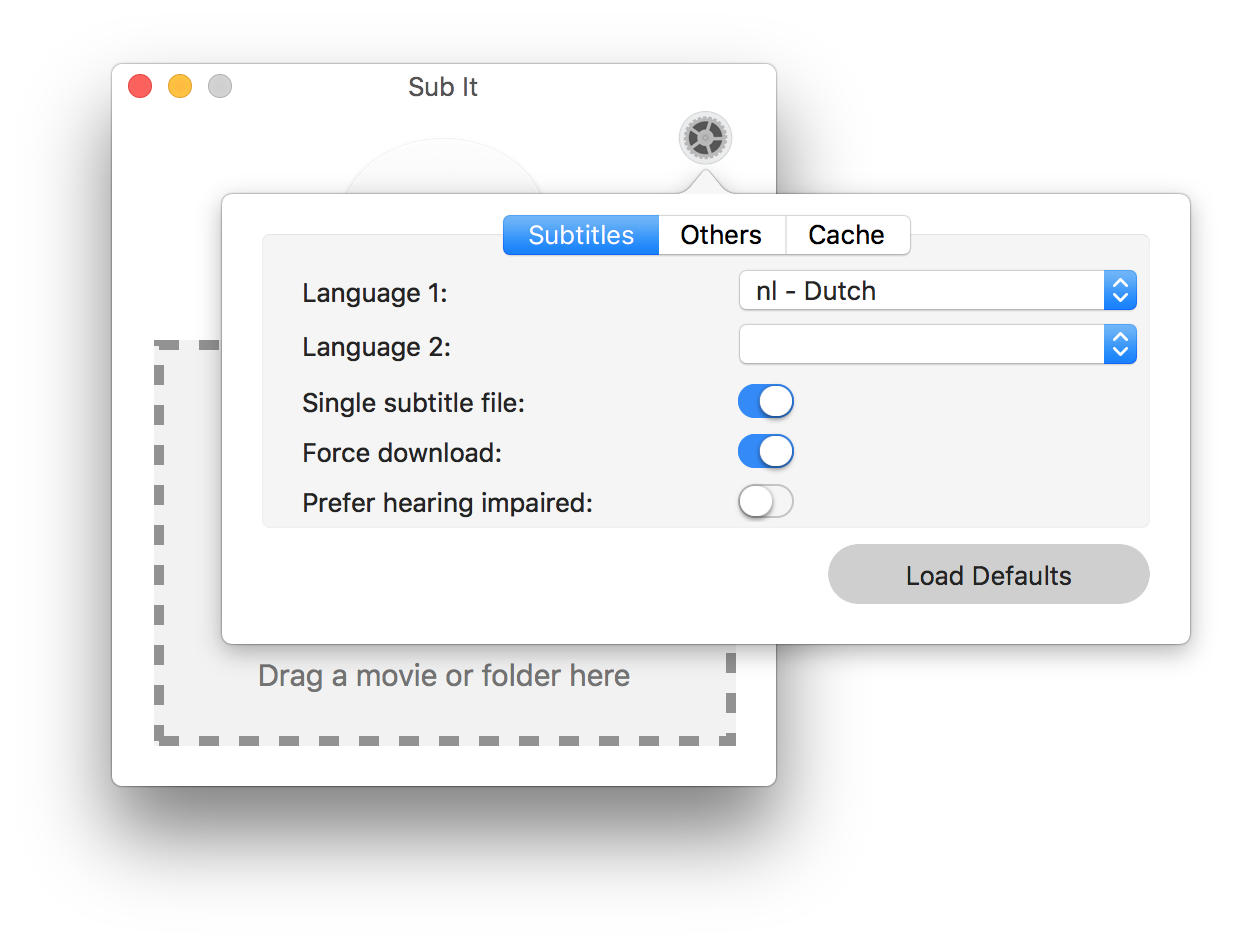 Sub It
Subtitles Others Cache
Language 1: nl - Dutch
Language 2:
Single subtitle file:
Force download:
Prefer hearing impaired:
Load Defaults
Drag a movie or folder here